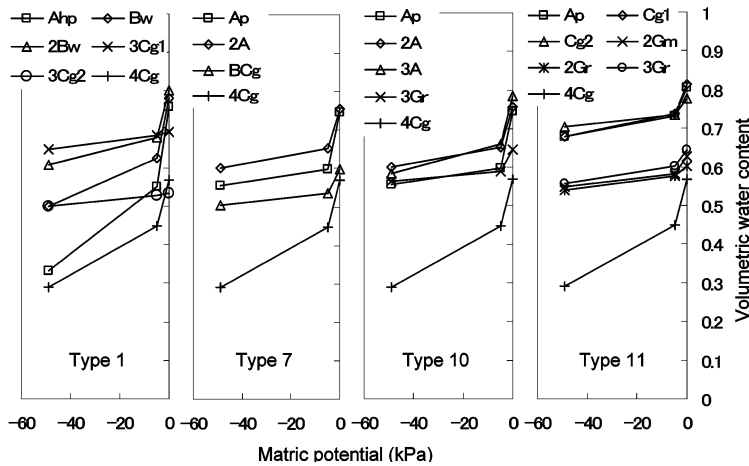 Ahp Bw
2Bw 3Cg1
3Cg2 4Cg
Type 1
Ap
2A
BCg
4Cg
Type 7
Ap
2A
3A
3Gr
4Cg
Type 10
Ap Cg1
Cg2 2Gm
2Gr 3Gr
4Cg
Type 11
1
0.9
0.8
0.7
0.6
0.5
0.4
0.3
0.2
0.1
0
Volumetric water content
−60 −40 −20 0
−60 −40 −20 0
−60 −40 −20 0
−60 −40 −20 0
Matric potential (kPa)